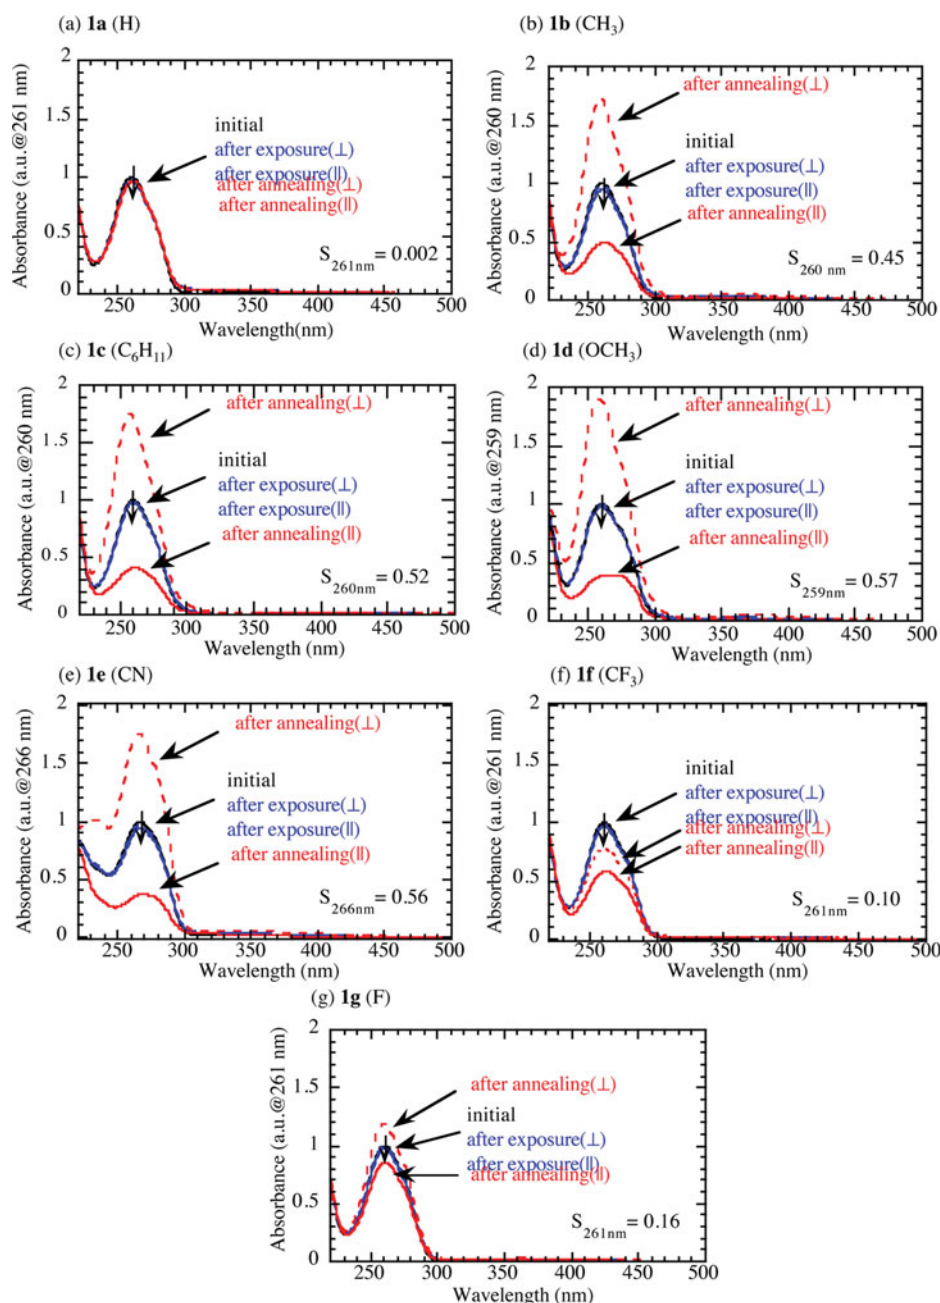 (a) 1a (H)
Absorbance (a.u.@261 nm)
2
1.5
1
0.5
0
initial
after exposure(⊥)
after exposure(||)
after annealing(⊥)
after annealing(||)
S261nm = 0.002
250 300 350 400 450 500
Wavelength(nm)
(b) 1b (CH3)
Absorbance (a.u.@260 nm)
2
1.5
1
0.5
0
after annealing(⊥)
initial
after exposure(⊥)
after exposure(||)
after annealing(||)
S260 nm = 0.45
250 300 350 400 450 500
Wavelength (nm)
(c) 1c (C6H11)
Absorbance (a.u.@260 nm)
2
1.5
1
0.5
0
after annealing(⊥)
initial
after exposure(⊥)
after exposure(||)
after annealing(||)
S260nm = 0.52
250 300 350 400 450 500
Wavelength (nm)
(d) 1d (OCH3)
Absorbance (a.u.@259 nm)
2
1.5
1
0.5
0
after annealing(⊥)
initial
after exposure(⊥)
after exposure(||)
after annealing(||)
S259nm = 0.57
250 300 350 400 450 500
Wavelength (nm)
(e) 1e (CN)
Absorbance (a.u.@266 nm)
2
1.5
1
0.5
0
after annealing(⊥)
initial
after exposure(⊥)
after exposure(||)
after annealing(||)
S266nm = 0.56
250 300 350 400 450 500
Wavelength (nm)
(f) 1f (CF3)
Absorbance (a.u.@261 nm)
2
1.5
1
0.5
0
initial
after exposure(⊥)
after exposure(||)
after annealing(⊥)
after annealing(||)
S261nm = 0.10
250 300 350 400 450 500
Wavelength (nm)
(g) 1g (F)
Absorbance (a.u.@261 nm)
2
1.5
1
0.5
0
after annealing(⊥)
initial
after exposure(⊥)
after exposure(||)
after annealing(||)
S261nm = 0.16
250 300 350 400 450 500
Wavelength (nm)